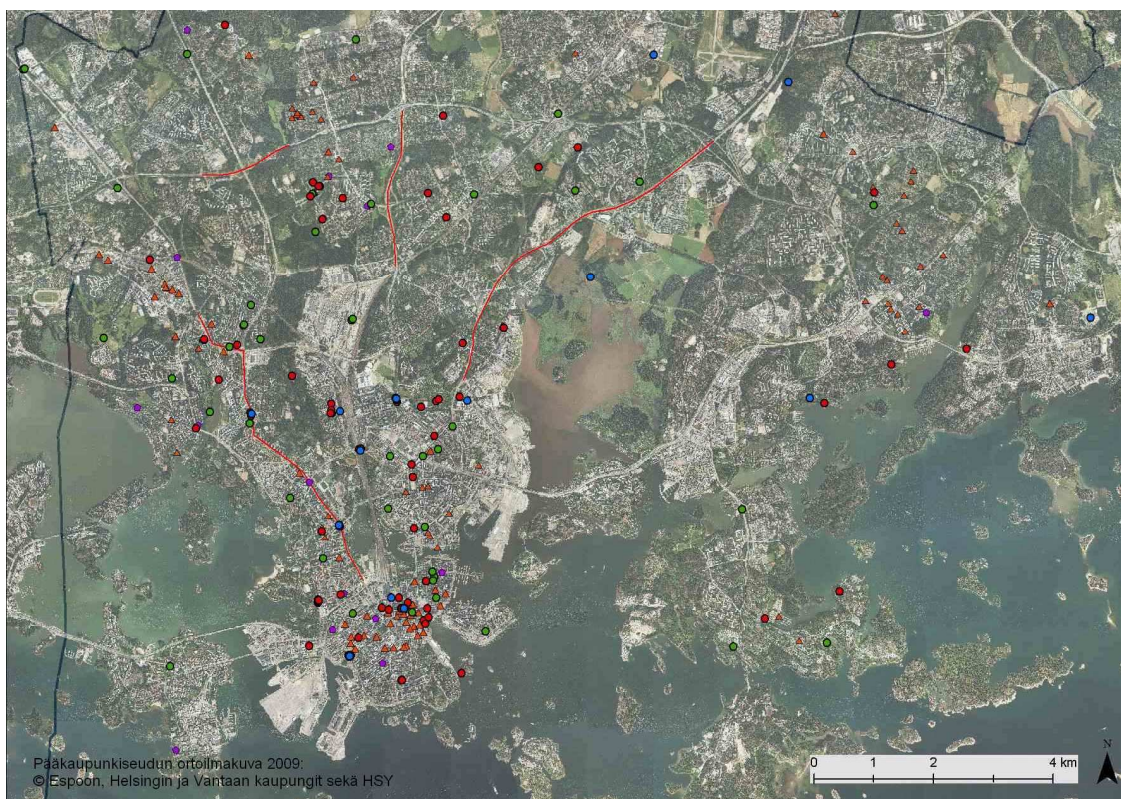 Pääkaupunkiseudun ortoilmakuva 2009:
© Espoon, Helsingin ja Vantaan kaupungit sekä HSY
0 1 2 4 km
N